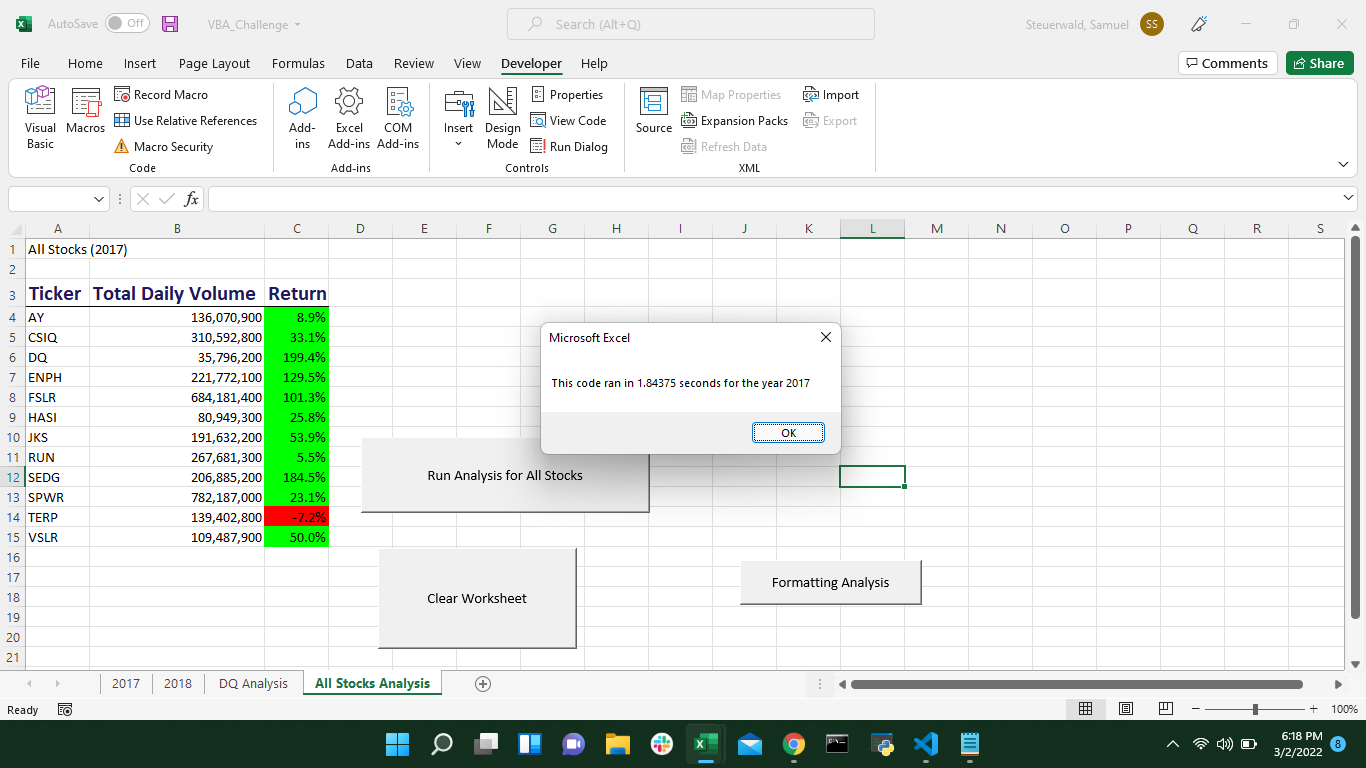 AutoSave Off VBA_Challenge Search (Alt+Q) Steuerwald, Samuel SS
File Home Insert Page Layout Formulas Data Review View Developer Help Comments Share
Visual Basic
Macros
Record Macro
Use Relative References
Macro Security
Code
Add-ins
Excel Add-ins
COM Add-ins
Add-ins
Insert
Design Mode
Properties
View Code
Run Dialog
Controls
Source
Map Properties
Expansion Packs
Refresh Data
Import
Export
XML
fx
A B C D E F G H I J K L M N O P Q R S
1 All Stocks (2017)
2
3 Ticker Total Daily Volume Return
4 AY 136,070,900 8.9%
5 CSIQ 310,592,800 33.1%
6 DQ 35,796,200 199.4%
7 ENPH 221,772,100 129.5%
8 FSLR 684,181,400 101.3%
9 HASI 80,949,300 25.8%
10 JKS 191,632,200 53.9%
11 RUN 267,681,300 5.5%
12 SEDG 206,885,200 184.5%
13 SPWR 782,187,000 23.1%
14 TERP 139,402,800 -7.2%
15 VSLR 109,487,900 50.0%
16
17
18
19
20
21
Microsoft Excel
This code ran in 1.84375 seconds for the year 2017
OK
Run Analysis for All Stocks
Clear Worksheet
Formatting Analysis
2017 2018 DQ Analysis All Stocks Analysis
Ready 100%
6:18 PM
3/2/2022 8